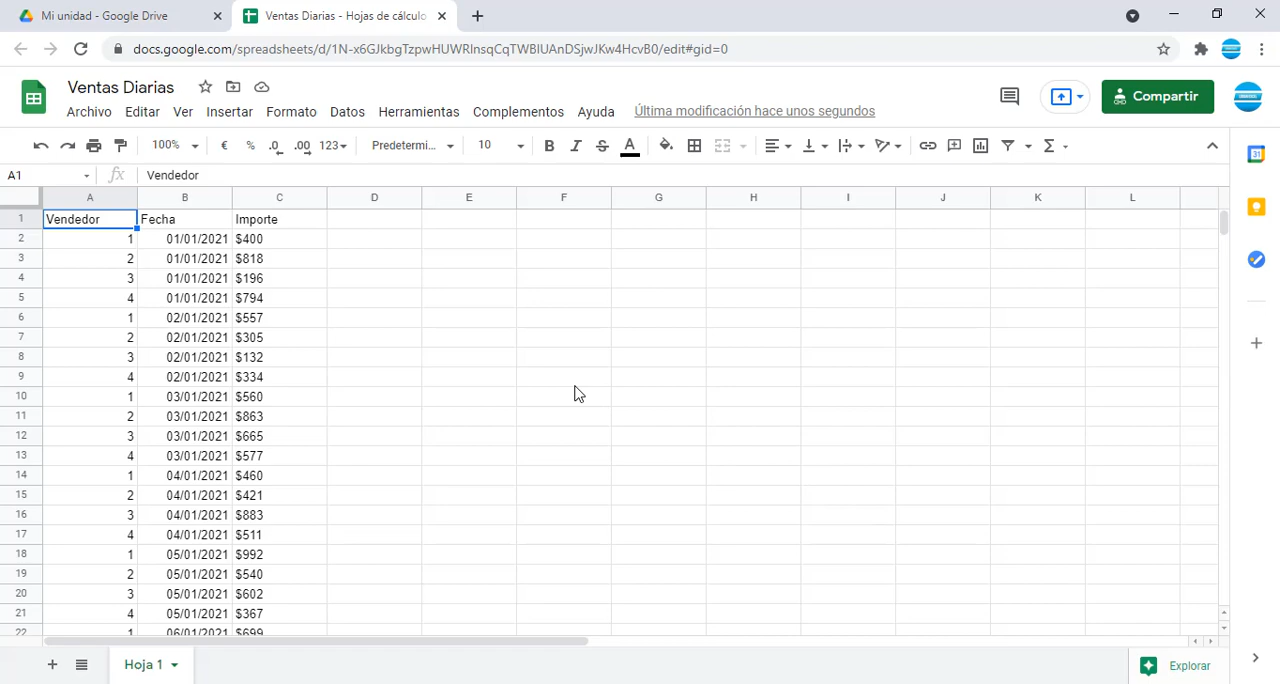 Mi unidad - Google Drive
Ventas Diarias - Hojas de cálculo
docs.google.com/spreadsheets/d/1N-x6GJkbgTzpwHUWRlnsqCqTWBIUAnDSjwJKw4HcvB0/edit#gid=0
Ventas Diarias
Compartir
Archivo Editar Ver Insertar Formato Datos Herramientas Complementos Ayuda Última modificación hace unos segundos
100% € % .0 .00 123 Predetermi... 10 B I S A Σ
A1 fx Vendedor
A B C D E F G H I J K L
1 Vendedor Fecha Importe
2 1 01/01/2021 $400
3 2 01/01/2021 $818
4 3 01/01/2021 $196
5 4 01/01/2021 $794
6 1 02/01/2021 $557
7 2 02/01/2021 $305
8 3 02/01/2021 $132
9 4 02/01/2021 $334
10 1 03/01/2021 $560
11 2 03/01/2021 $863
12 3 03/01/2021 $665
13 4 03/01/2021 $577
14 1 04/01/2021 $460
15 2 04/01/2021 $421
16 3 04/01/2021 $883
17 4 04/01/2021 $511
18 1 05/01/2021 $992
19 2 05/01/2021 $540
20 3 05/01/2021 $602
21 4 05/01/2021 $367
22 1 06/01/2021 $699
Hoja 1
Explorar